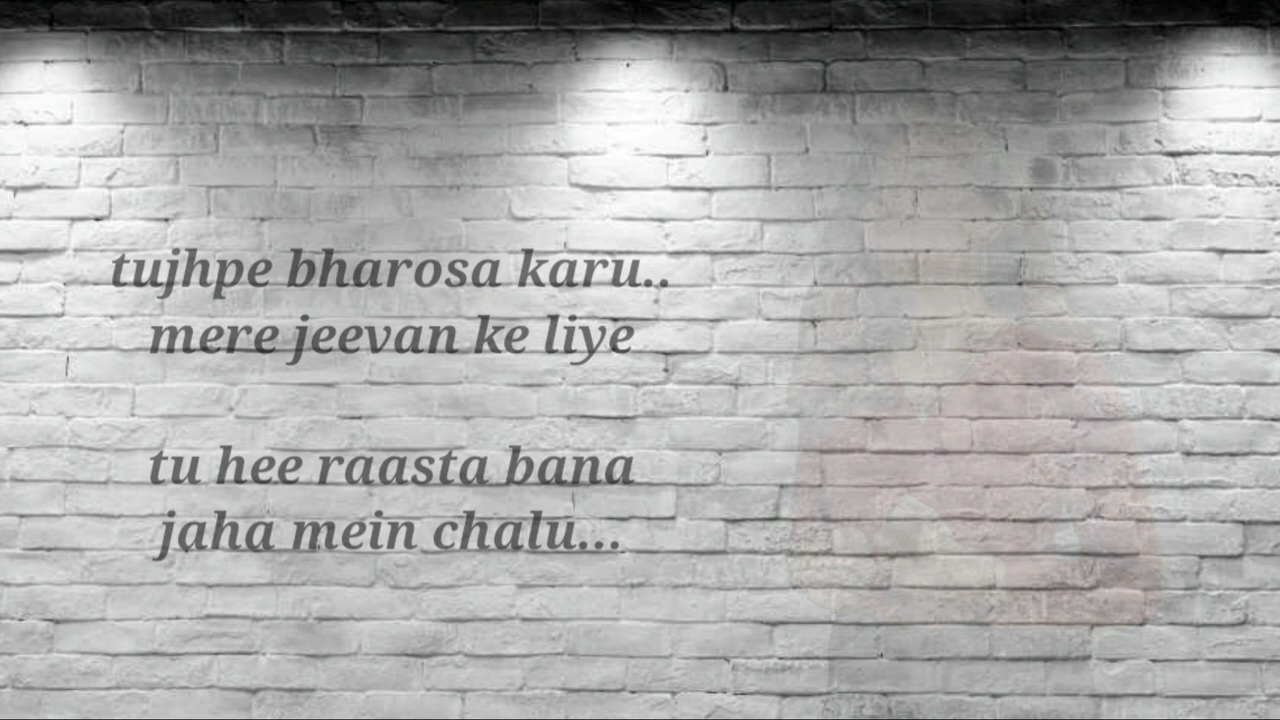 tujhpe bharosa karu..
mere jeevan ke liye
tu hee raasta bana
jaha mein chalu...